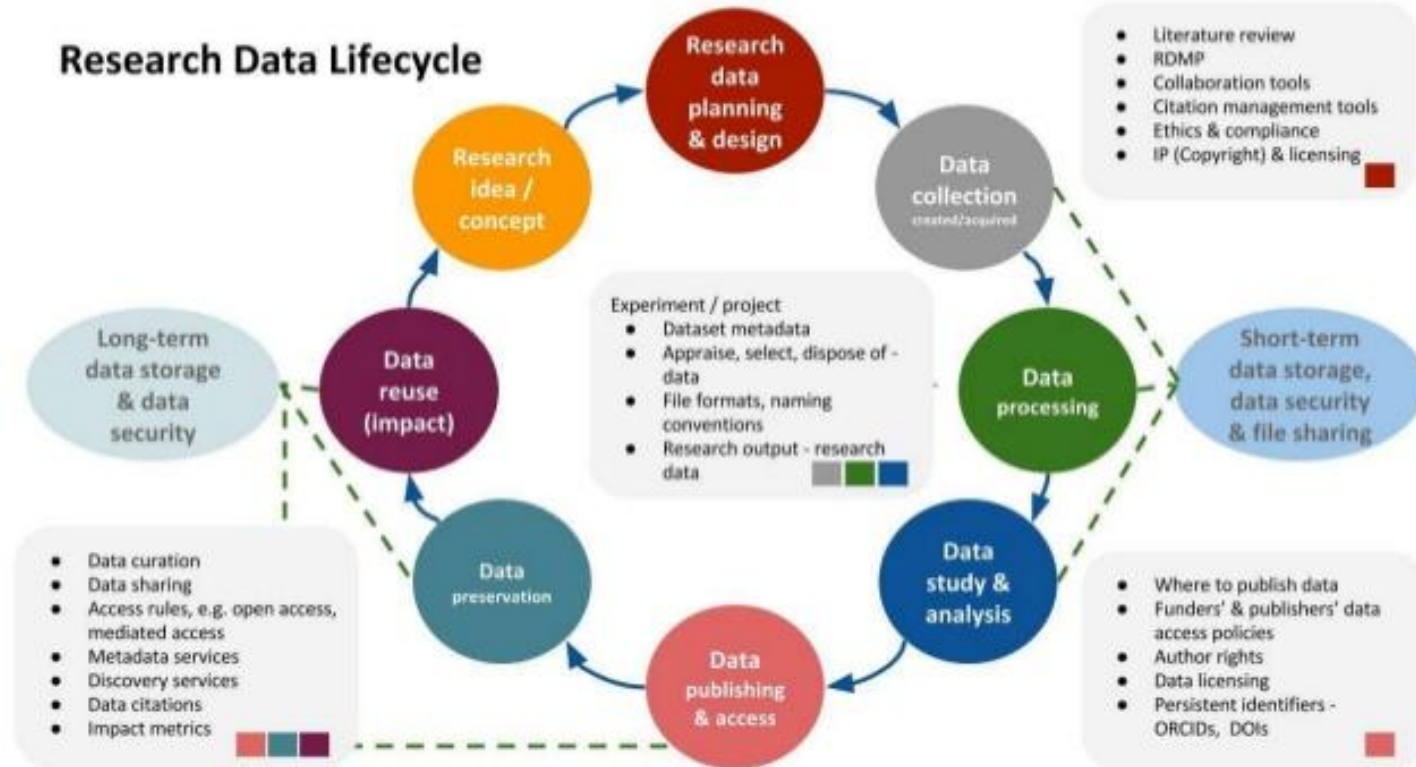 Research Data Lifecycle
Research
data
planning
& design
● Literature review
● RDMP
● Collaboration tools
● Citation management tools
● Ethics & compliance
● IP (Copyright) & licensing
Research
idea /
concept
Data
collection
created/acquired
Experiment / project
● Dataset metadata
● Appraise, select, dispose of -
data
● File formats, naming
conventions
● Research output - research
data
Long-term
data storage
& data
security
Data
reuse
(impact)
Data
processing
Short-term
data storage,
data security
& file sharing
Data
preservation
Data
study &
analysis
Data
publishing
& access
● Data curation
● Data sharing
● Access rules, e.g. open access,
mediated access
● Metadata services
● Discovery services
● Data citations
● Impact metrics
● Where to publish data
● Funders' & publishers' data
access policies
● Author rights
● Data licensing
● Persistent identifiers -
ORCIDs, DOIs